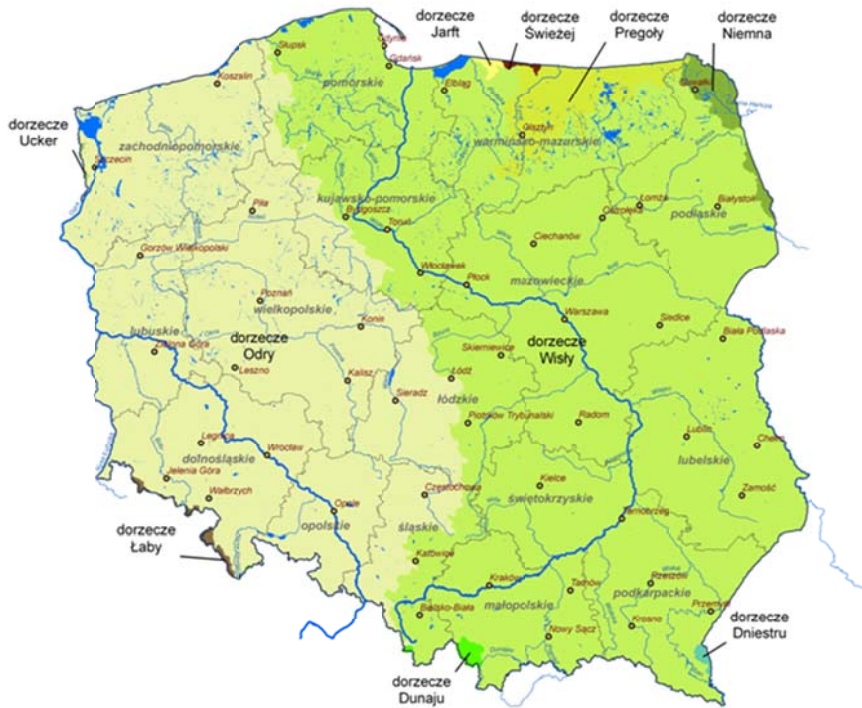 dorzecze
Jarft
dorzecze
Świeżej
dorzecze
Pregoły
dorzecze
Niemna
Gdynia
Gdańsk
Słupsk
Koszalin
pomorskie
Elbląg
dorzecze
Ucker
zachodniopomorskie
Olsztyn
warmińsko-mazurskie
Szczecin
kujawsko-pomorskie
Piła
Bydgoszcz
Toruń
Łomża
Białystok
podlaskie
Gorzów Wielkopolski
Ciechanów
Włocławek
Płock
mazowieckie
Poznań
wielkopolskie
Konin
Warszawa
Siedlce
lubuskie
Zielona Góra
dorzecze
Odry
Leszno
Kalisz
Sieradz
Skierniewice
dorzecze
Wisły
Biała Podlaska
Łódź
łódzkie
Piotrków Trybunalski
Radom
Legnica
Wrocław
dolnośląskie
Lublin
Chełm
lubelskie
Jelenia Góra
Wałbrzych
Częstochowa
Kielce
świętokrzyskie
Zamość
Opole
opolskie
śląskie
Tarnobrzeg
dorzecze
Łaby
Katowice
Kraków
Tarnów
Rzeszów
podkarpackie
małopolskie
Bielsko-Biała
Nowy Sącz
Krosno
Przemyśl
dorzecze
Dniestru
dorzecze
Dunaju